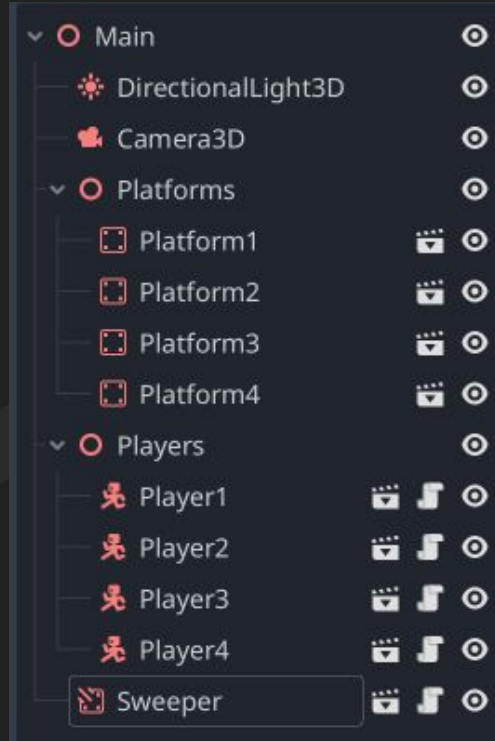 Main
DirectionalLight3D
Camera3D
Platforms
Platform1
Platform2
Platform3
Platform4
Players
Player1
Player2
Player3
Player4
Sweeper